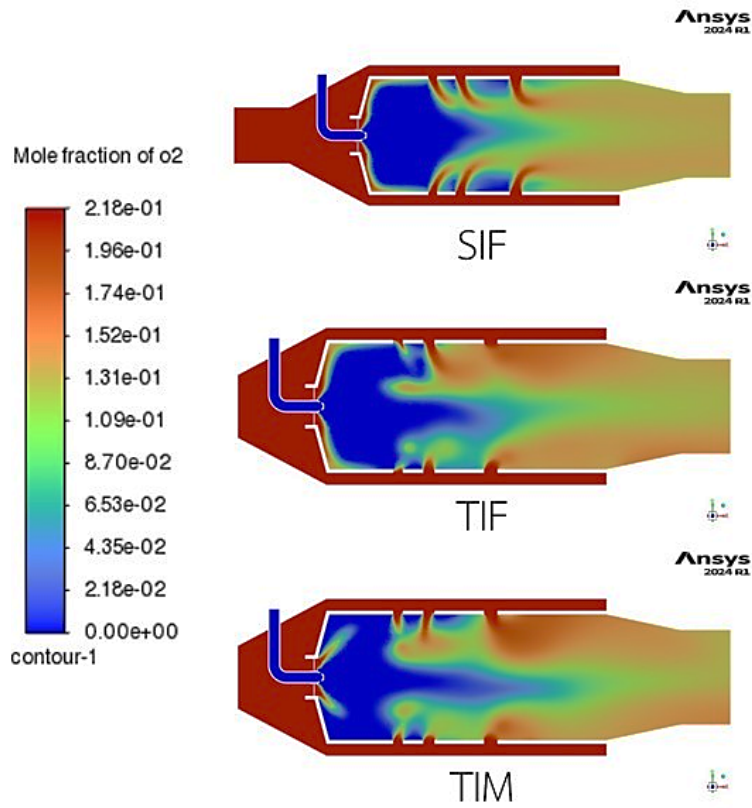 Ansys
2024 R1
Mole fraction of o2
2.18e-01
1.96e-01
1.74e-01
1.52e-01
1.31e-01
1.09e-01
8.70e-02
6.53e-02
4.35e-02
2.18e-02
0.00e+00
contour-1
SIF
Ansys
2024 R1
TIF
Ansys
2024 R1
TIM